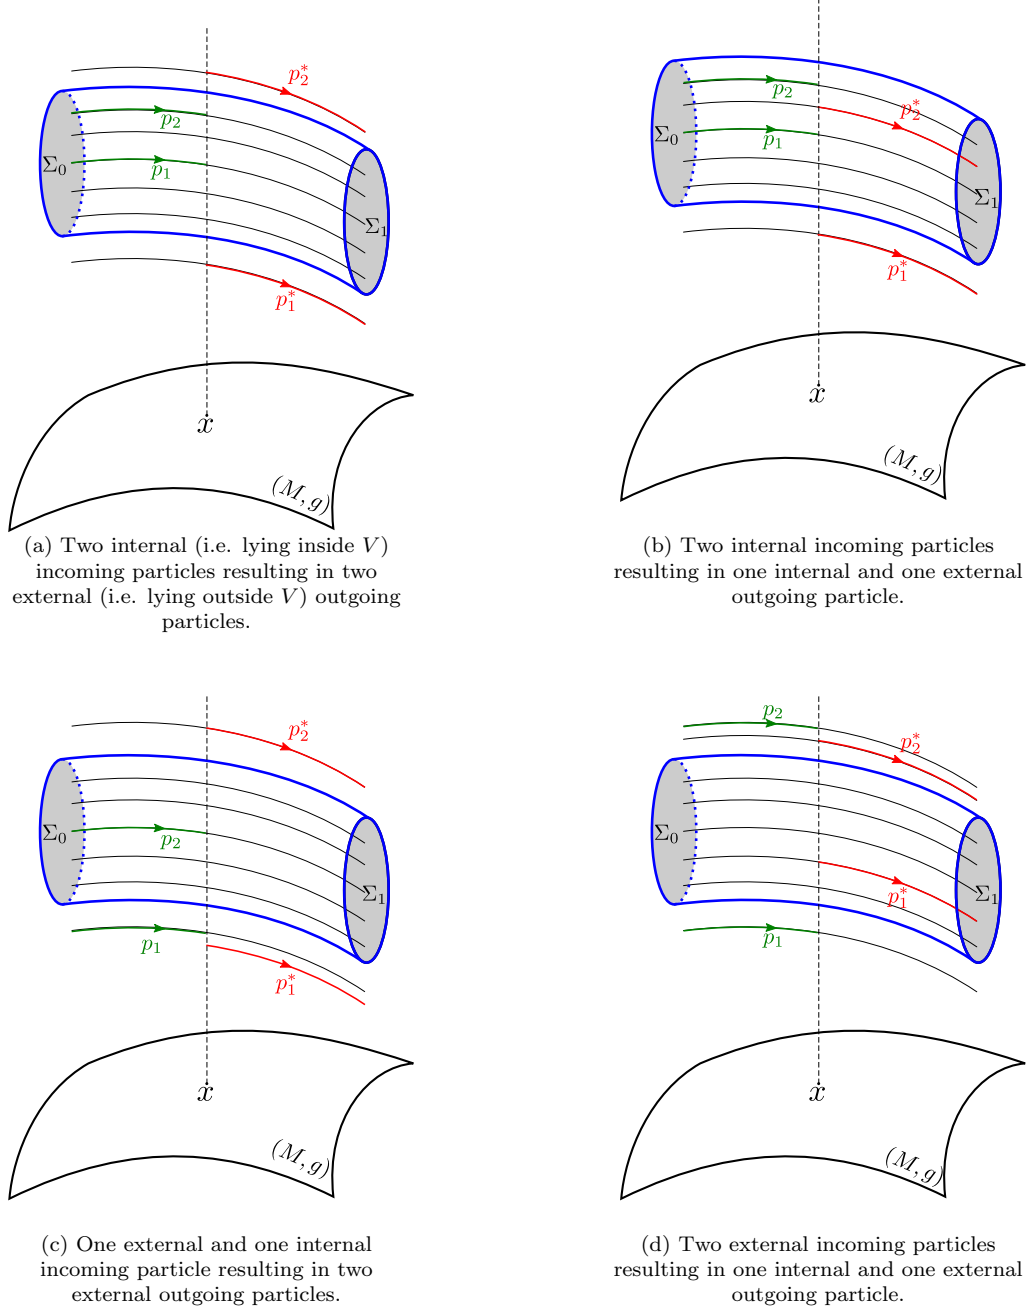 p₂*
p₂
Σ₀
p₁
Σ₁
p₁*
x
(M, g)
(a) Two internal (i.e. lying inside V)
incoming particles resulting in two
external (i.e. lying outside V) outgoing
particles.
p₂
p₂*
Σ₀
p₁
Σ₁
p₁*
x
(M, g)
(b) Two internal incoming particles
resulting in one internal and one external
outgoing particle.
p₂*
Σ₀
p₂
Σ₁
p₁
p₁*
x
(M, g)
(c) One external and one internal
incoming particle resulting in two
external outgoing particles.
p₂
p₂*
Σ₀
p₁*
Σ₁
p₁
x
(M, g)
(d) Two external incoming particles
resulting in one internal and one external
outgoing particle.